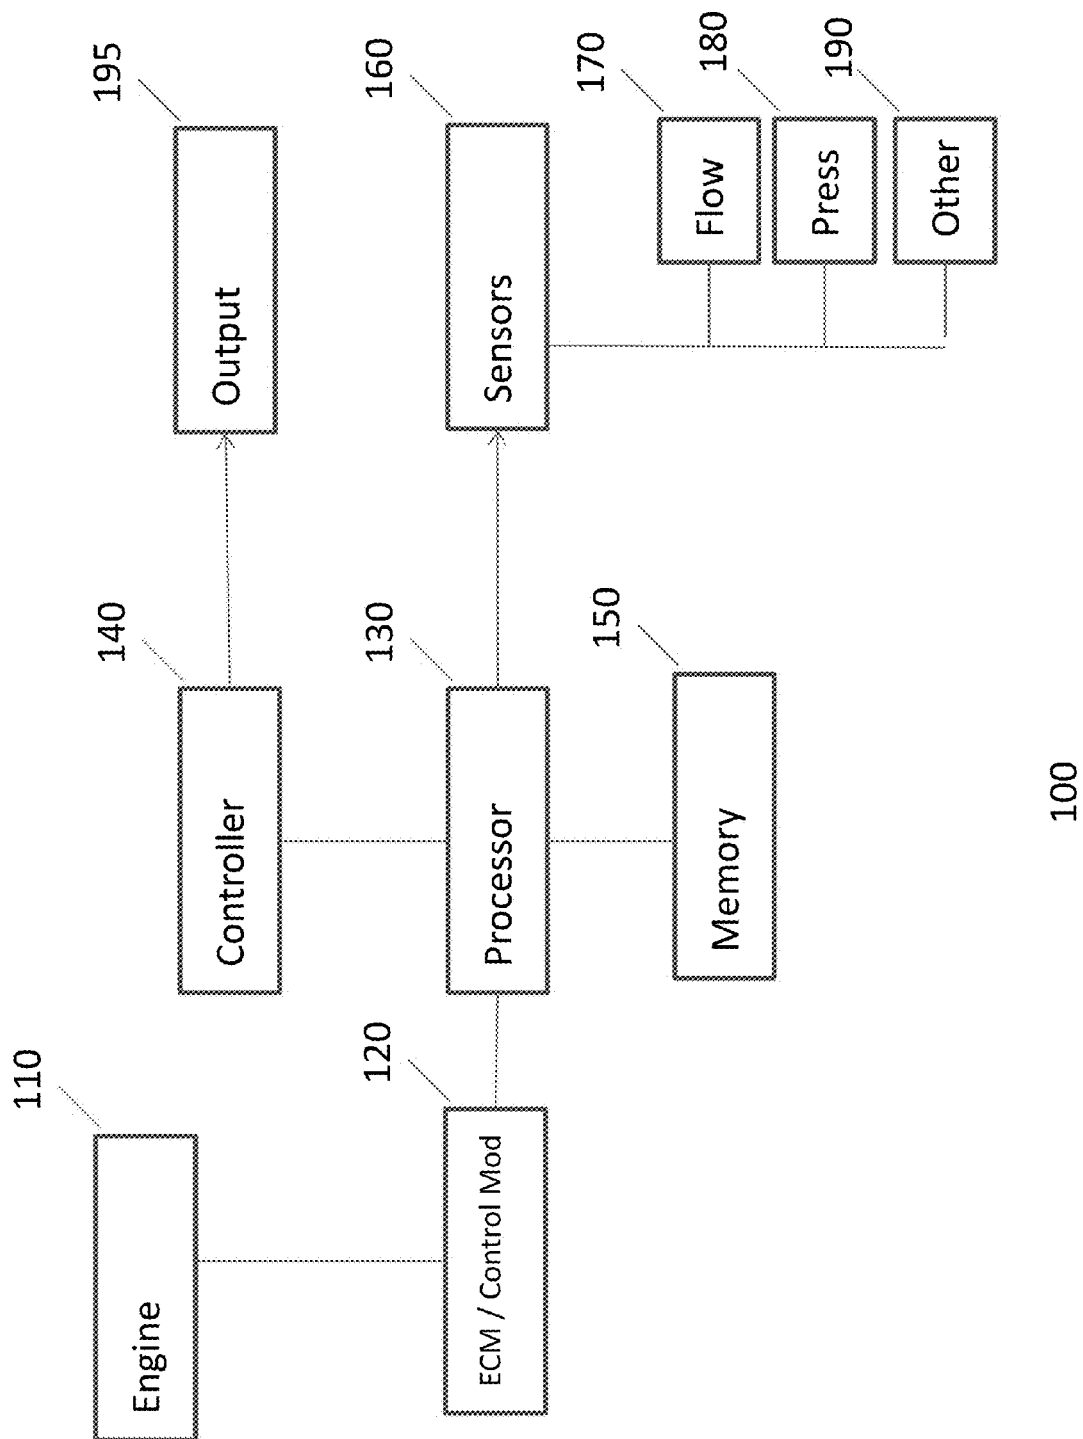 110
Engine
120
ECM / Control Mod
140
Controller
130
Processor
150
Memory
195
Output
160
Sensors
170
Flow
180
Press
190
Other
100